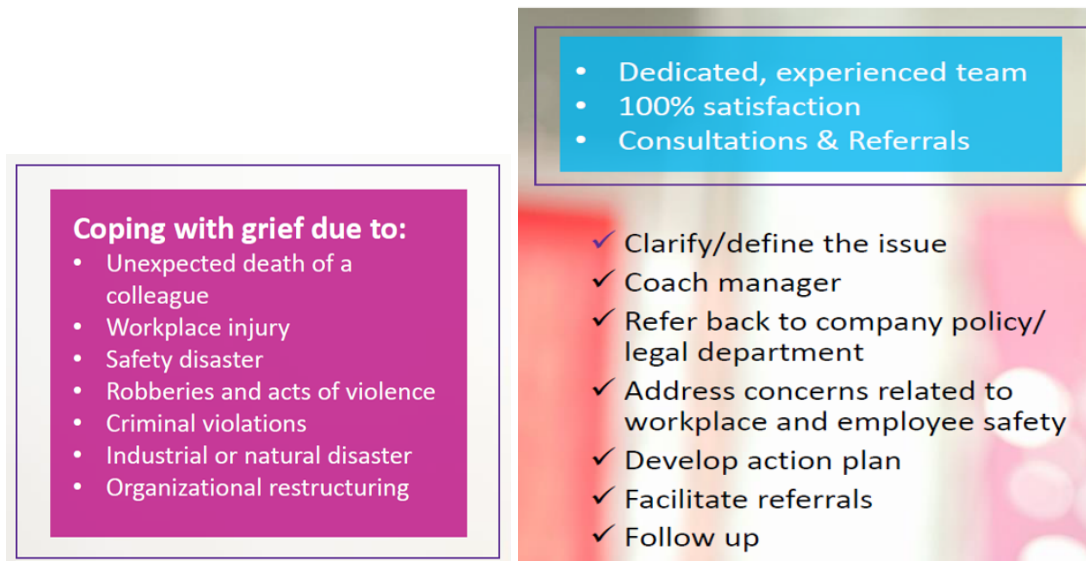 Coping with grief due to:
• Unexpected death of a
colleague
• Workplace injury
• Safety disaster
• Robberies and acts of violence
• Criminal violations
• Industrial or natural disaster
• Organizational restructuring
• Dedicated, experienced team
• 100% satisfaction
• Consultations & Referrals
✓ Clarify/define the issue
✓ Coach manager
✓ Refer back to company policy/
legal department
✓ Address concerns related to
workplace and employee safety
✓ Develop action plan
✓ Facilitate referrals
✓ Follow up